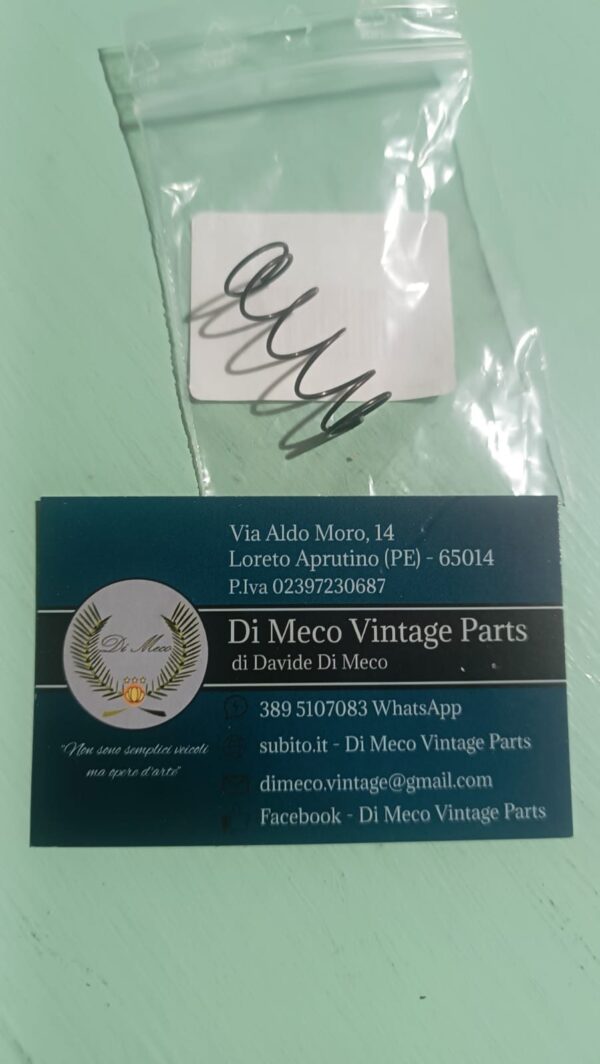 Via Aldo Moro, 14
Loreto Aprutino (PE) - 65014
P.Iva 02397230687
Di Meco
Di Meco Vintage Parts
di Davide Di Meco
"Non sono semplici veicoli
ma opere d'arte"
389 5107083 WhatsApp
subito.it - Di Meco Vintage Parts
dimeco.vintage@gmail.com
Facebook - Di Meco Vintage Parts